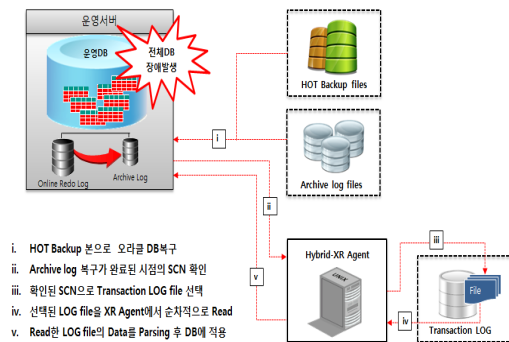 운영서버
운영DB
전체DB
장애발생
HOT Backup files
Online Redo Log
Archive Log
i
Archive log files
ii
Hybrid-XR Agent
UNIX
iii
File
v
iv
Transaction LOG
i. HOT Backup 본으로 오라클 DB복구
ii. Archive log 복구가 완료된 시점의 SCN 확인
iii. 확인된 SCN으로 Transaction LOG file 선택
iv. 선택된 LOG file을 XR Agent에서 순차적으로 Read
v. Read한 LOG file의 Data를 Parsing 후 DB에 적용